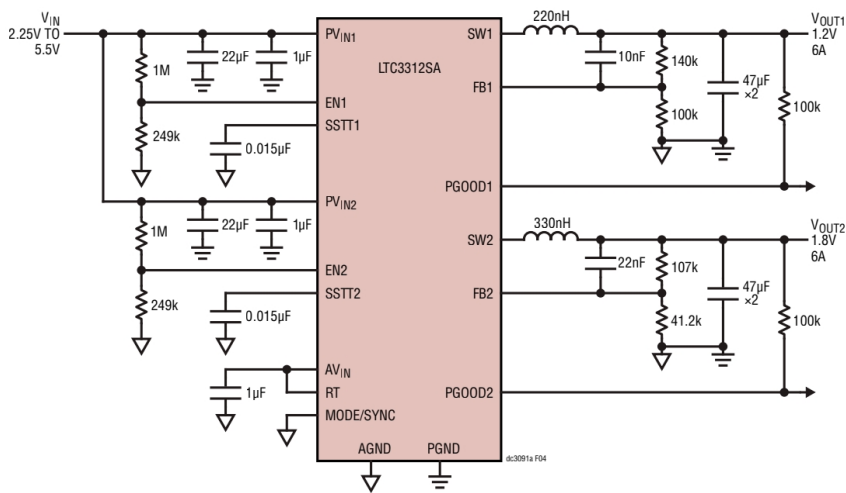 VIN
2.25V TO
5.5V
1M
22µF
1µF
249k
0.015µF
PVIN1
EN1
SSTT1
LTC3312SA
SW1
FB1
PGOOD1
220nH
10nF
140k
100k
47µF
×2
100k
VOUT1
1.2V
6A
1M
22µF
1µF
249k
0.015µF
1µF
PVIN2
EN2
SSTT2
AVIN
RT
MODE/SYNC
AGND
PGND
SW2
FB2
PGOOD2
330nH
22nF
107k
41.2k
47µF
×2
100k
VOUT2
1.8V
6A
dc3091a F04